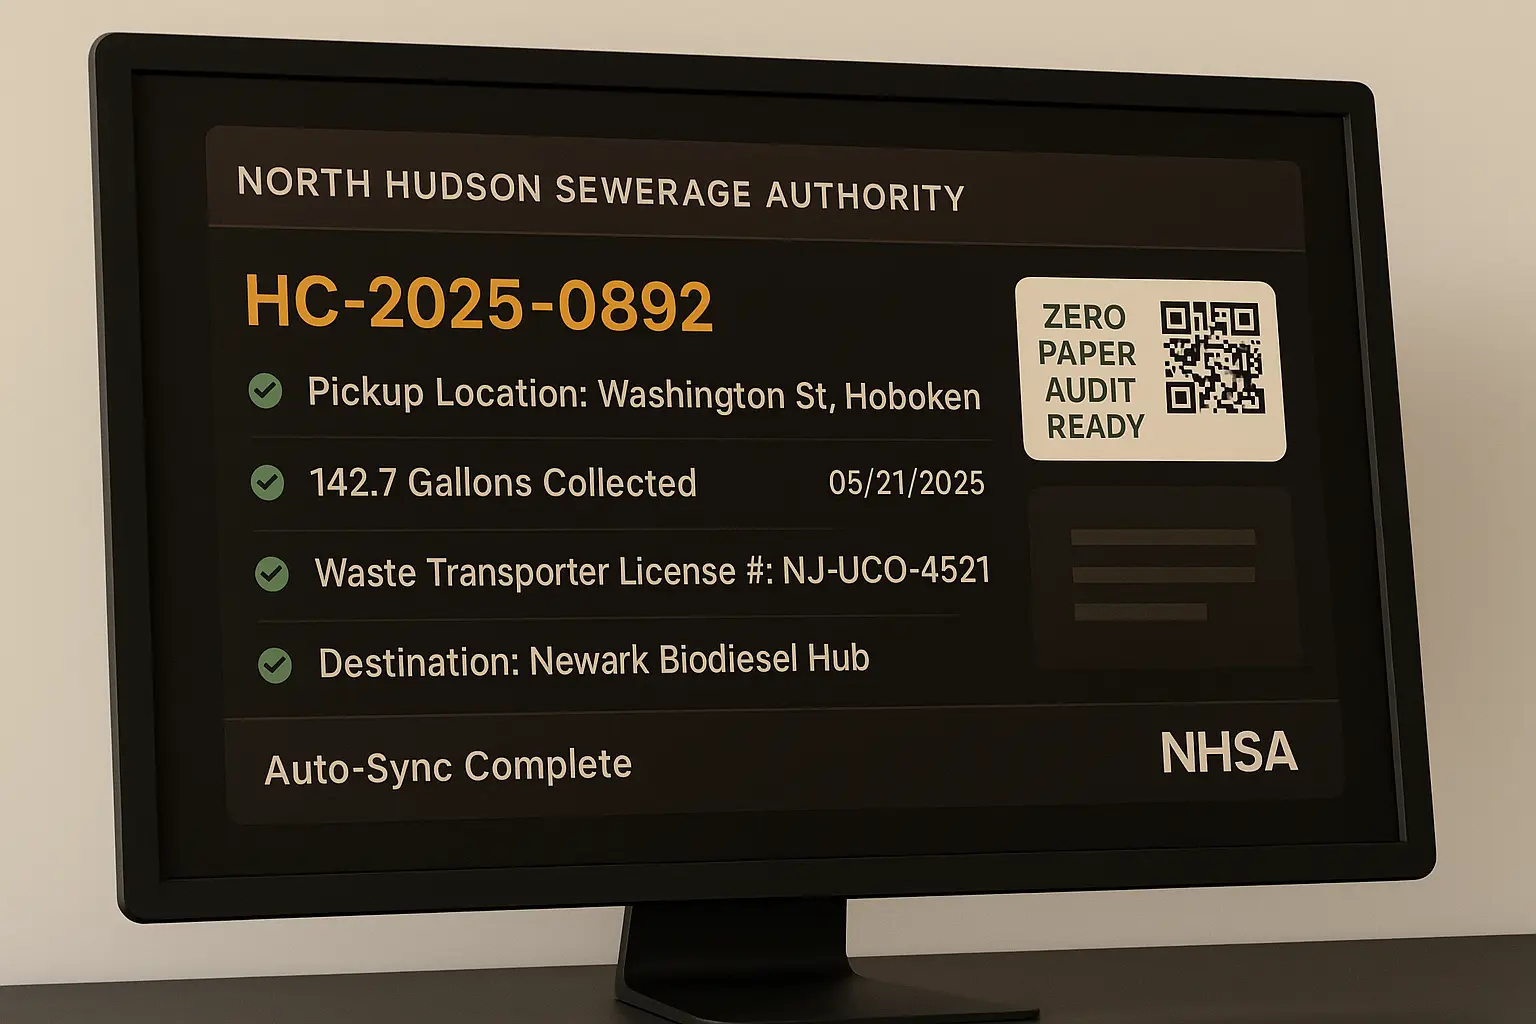 NORTH HUDSON SEWERAGE AUTHORITY
HC-2025-0892
Pickup Location: Washington St, Hoboken
142.7 Gallons Collected
05/21/2025
Waste Transporter License #: NJ-UCO-4521
Destination: Newark Biodiesel Hub
ZERO
PAPER
AUDIT
READY
Auto-Sync Complete
NHSA